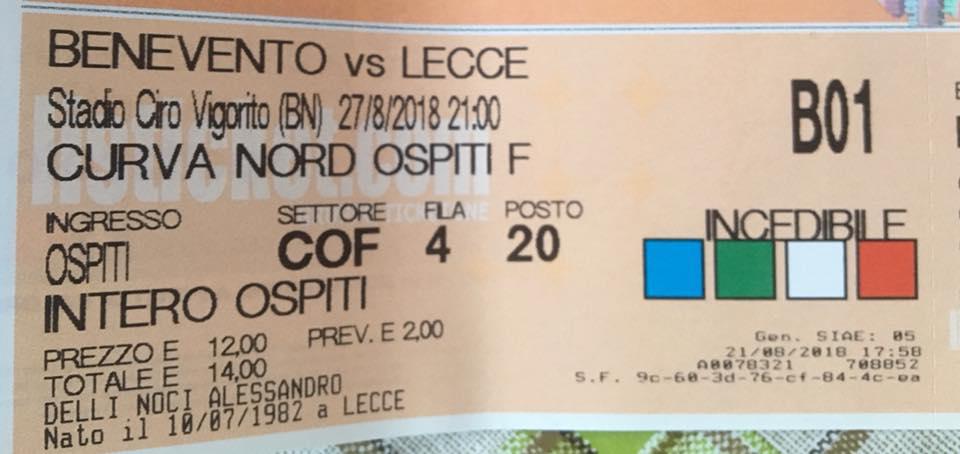 BENEVENTO vs LECCE
Stadio Ciro Vigorito (BN) 27/8/2018 21:00
CURVA NORD OSPITI F
B01
INGRESSO SETTORE FILA POSTO
OSPITI COF 4 20
INCEDIBILE
INTERO OSPITI
PREZZO E 12,00 PREV. E 2,00
TOTALE E 14,00
DELLI NOCI ALESSANDRO
Nato il 10/07/1982 a LECCE
Gen. SIAE: 05
21/08/2018 17:58
A0078321 708852
S.F. 9c-60-3d-76-cf-84-4c-ea